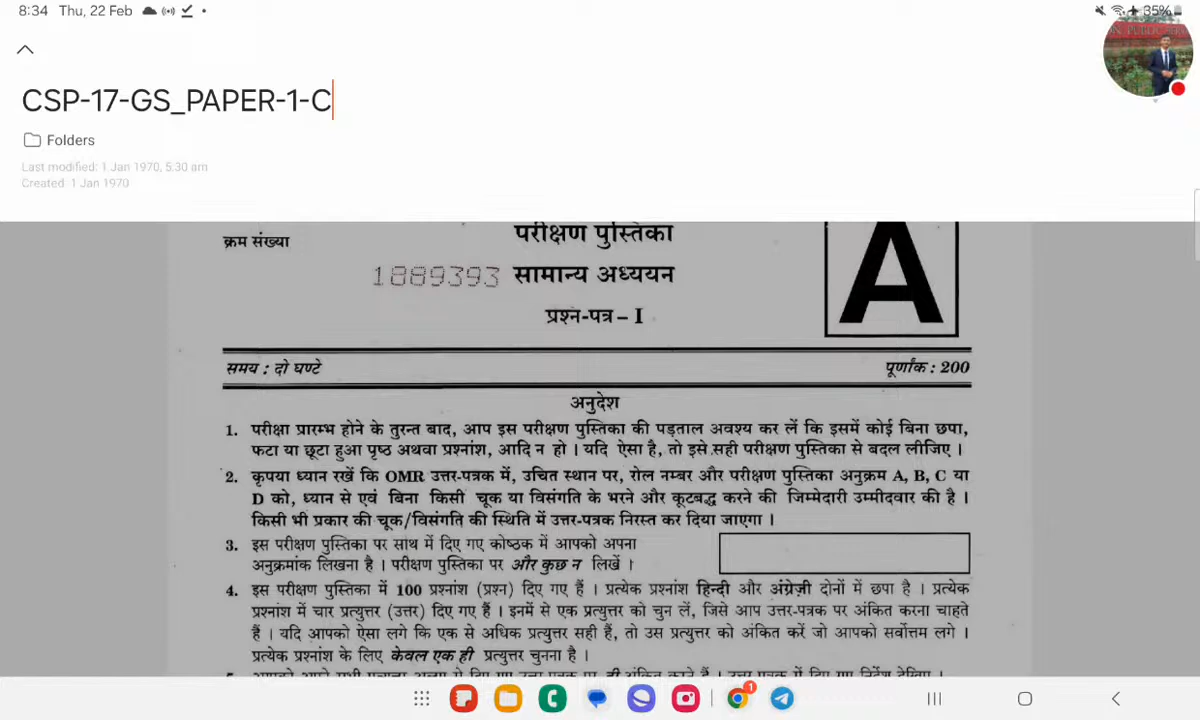 8:34 Thu, 22 Feb
35%
CSP-17-GS_PAPER-1-C
Folders
Last modified: 1 Jan 1970, 5:30 am
Created: 1 Jan 1970
परीक्षण पुस्तिका
क्रम संख्या
1889393 सामान्य अध्ययन
A
प्रश्न-पत्र – I
समय : दो घण्टे
पूर्णांक : 200
अनुदेश
1. परीक्षा प्रारम्भ होने के तुरन्त बाद, आप इस परीक्षण पुस्तिका की पड़ताल अवश्य कर लें कि इसमें कोई बिना छपा,
फटा या छूटा हुआ पृष्ठ अथवा प्रश्नांश, आदि न हो । यदि ऐसा है, तो इसे सही परीक्षण पुस्तिका से बदल लीजिए ।
2. कृपया ध्यान रखें कि OMR उत्तर-पत्रक में, उचित स्थान पर, रोल नम्बर और परीक्षण पुस्तिका अनुक्रम A, B, C या
D को, ध्यान से एवं बिना किसी चूक या विसंगति के भरने और कूटबद्ध करने की जिम्मेदारी उम्मीदवार की है ।
किसी भी प्रकार की चूक/विसंगति की स्थिति में उत्तर-पत्रक निरस्त कर दिया जाएगा ।
3. इस परीक्षण पुस्तिका पर साथ में दिए गए कोष्ठक में आपको अपना
अनुक्रमांक लिखना है । परीक्षण पुस्तिका पर और कुछ न लिखें ।
4. इस परीक्षण पुस्तिका में 100 प्रश्नांश (प्रश्न) दिए गए हैं । प्रत्येक प्रश्नांश हिन्दी और अंग्रेज़ी दोनों में छपा है । प्रत्येक
प्रश्नांश में चार प्रत्युत्तर (उत्तर) दिए गए हैं । इनमें से एक प्रत्युत्तर को चुन लें, जिसे आप उत्तर-पत्रक पर अंकित करना चाहते
हैं । यदि आपको ऐसा लगे कि एक से अधिक प्रत्युत्तर सही हैं, तो उस प्रत्युत्तर को अंकित करें जो आपको सर्वोत्तम लगे ।
प्रत्येक प्रश्नांश के लिए केवल एक ही प्रत्युत्तर चुनना है ।
1